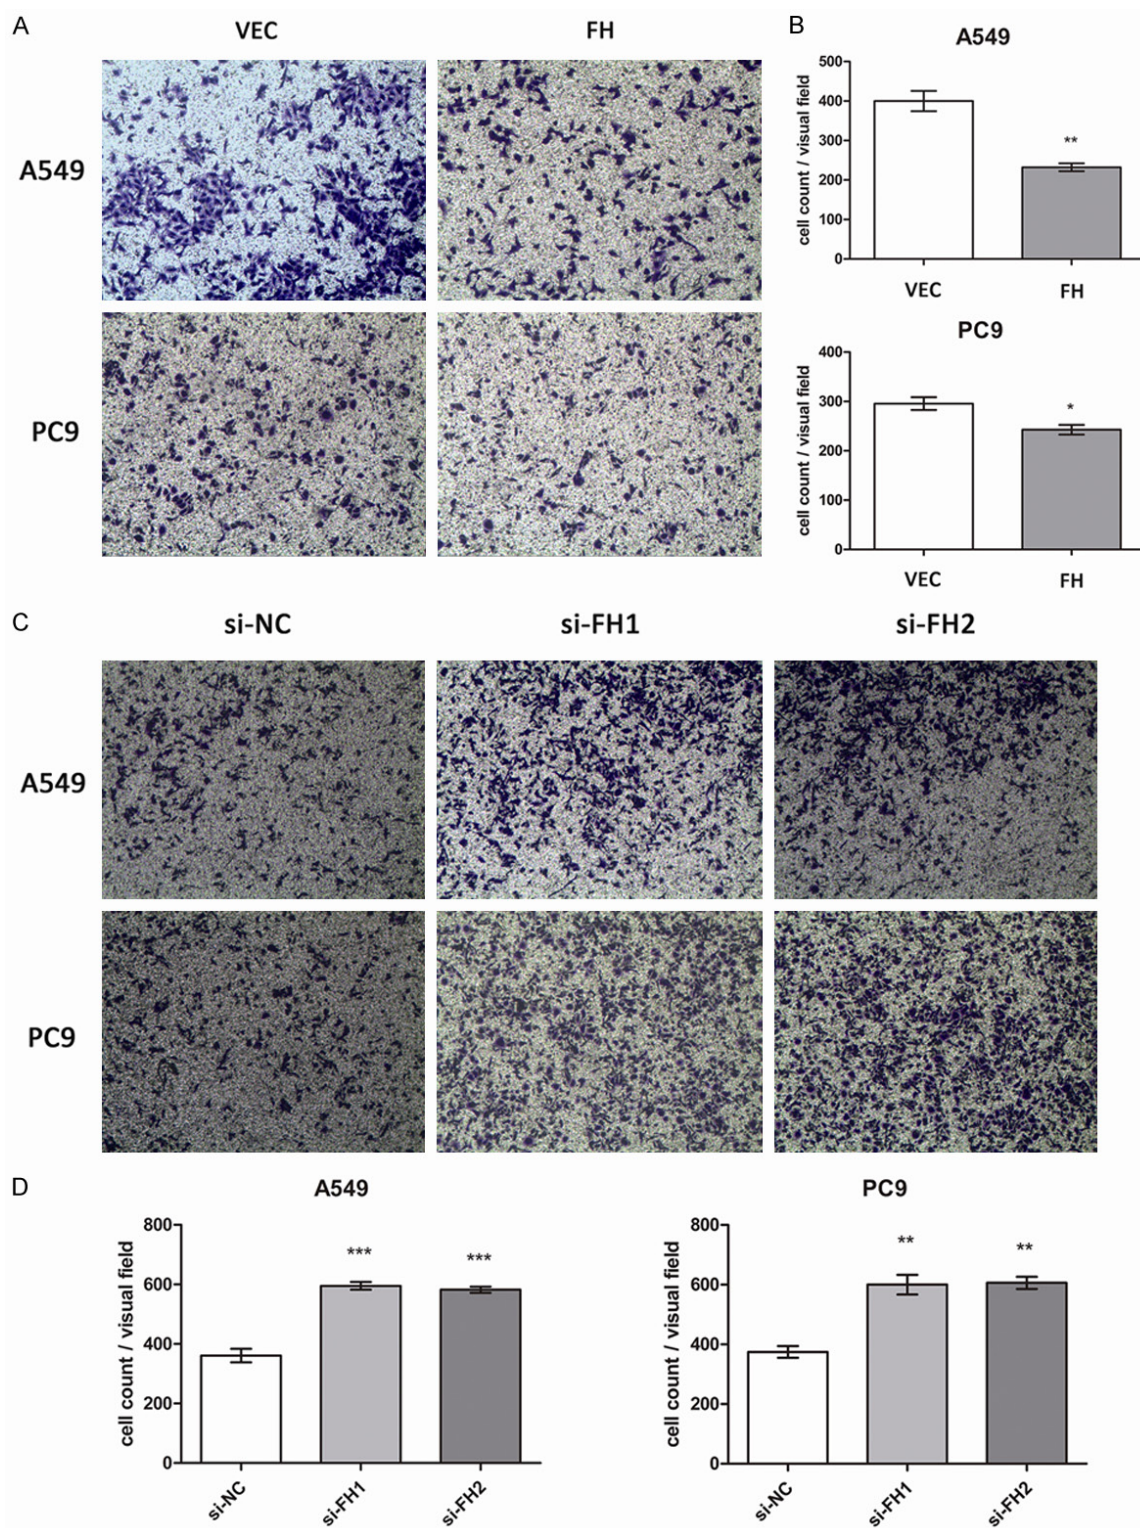 A
VEC
FH
A549
PC9
B
A549
cell count / visual field
500
400
300
200
100
0
**
VEC
FH
PC9
cell count / visual field
400
300
200
100
0
*
VEC
FH
C
si-NC
si-FH1
si-FH2
A549
PC9
D
A549
cell count / visual field
800
600
400
200
0
***
***
si-NC
si-FH1
si-FH2
PC9
cell count / visual field
800
600
400
200
0
**
**
si-NC
si-FH1
si-FH2